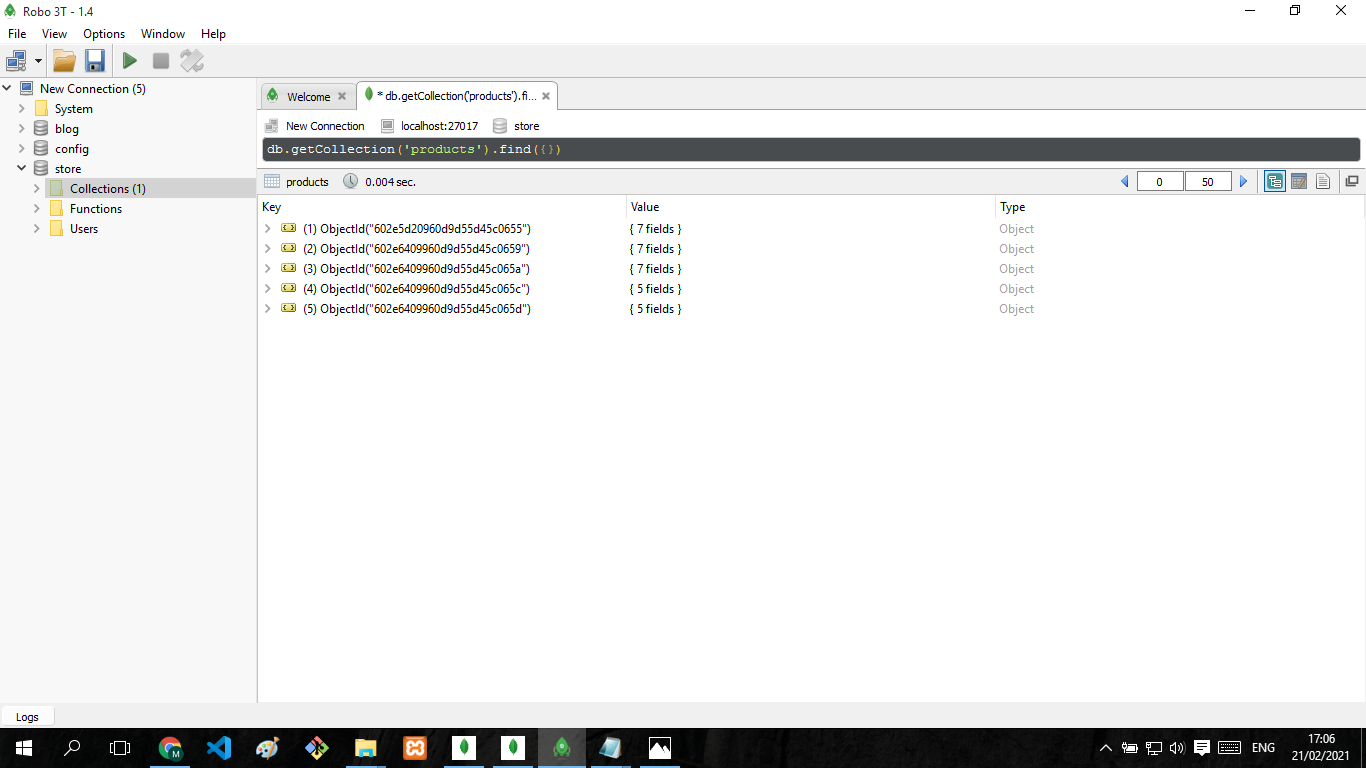 Robo 3T - 1.4
File View Options Window Help
New Connection (5)
System
blog
config
store
Collections (1)
Functions
Users
Welcome
* db.getCollection('products').fi...
New Connection localhost:27017 store
db.getCollection('products').find({})
products 0.004 sec. 0 50
Key Value Type
(1) ObjectId("602e5d20960d9d55d45c0655") { 7 fields } Object
(2) ObjectId("602e6409960d9d55d45c0659") { 7 fields } Object
(3) ObjectId("602e6409960d9d55d45c065a") { 7 fields } Object
(4) ObjectId("602e6409960d9d55d45c065c") { 5 fields } Object
(5) ObjectId("602e6409960d9d55d45c065d") { 5 fields } Object
Logs
M
ENG
17:06
21/02/2021